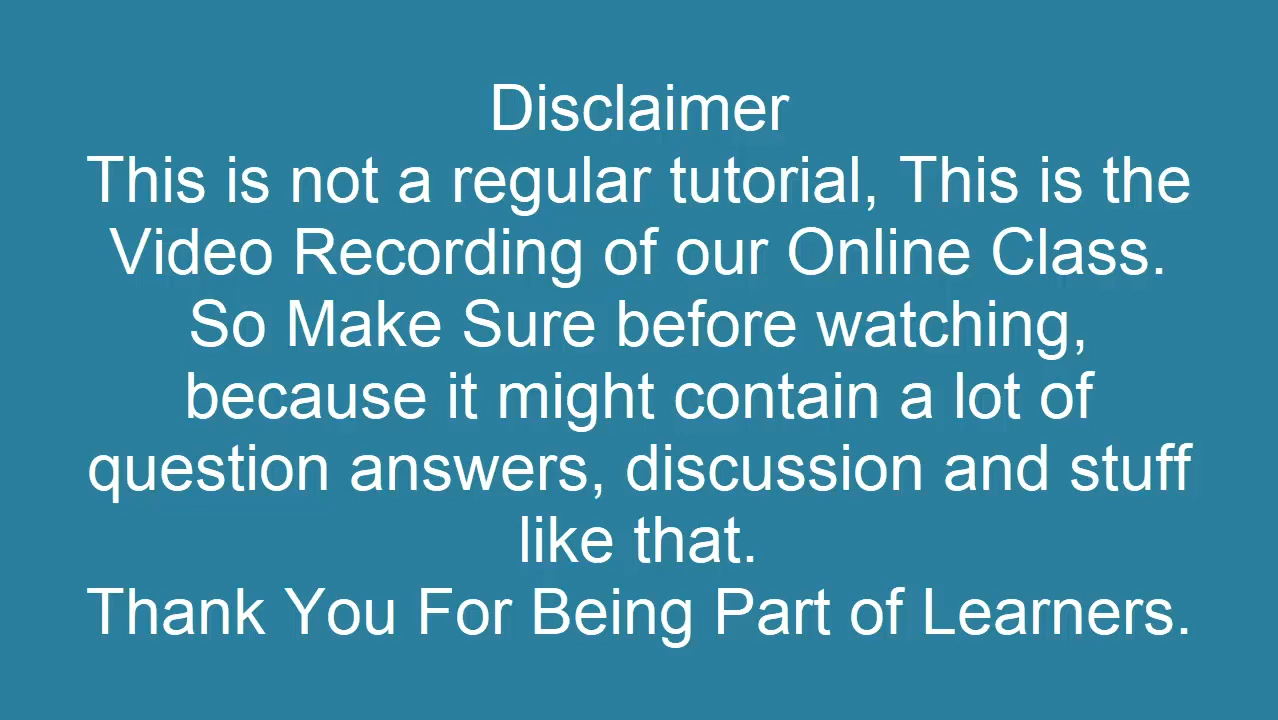 Disclaimer
This is not a regular tutorial, This is the
Video Recording of our Online Class.
So Make Sure before watching,
because it might contain a lot of
question answers, discussion and stuff
like that.
Thank You For Being Part of Learners.